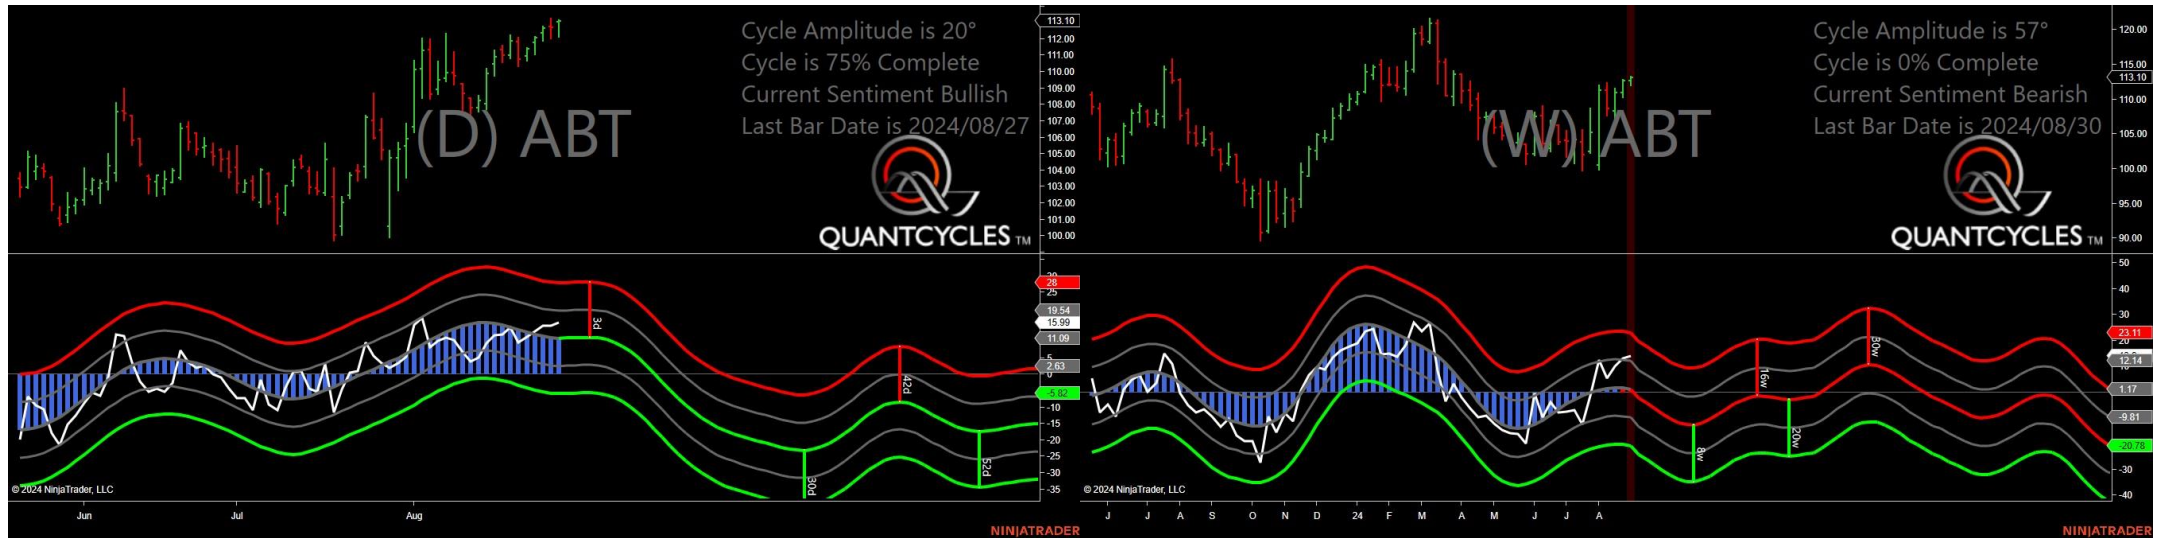 Cycle Amplitude is 20°
Cycle is 75% Complete
Current Sentiment Bullish
Last Bar Date is 2024/08/27
(D) ABT
QUANTCYCLES TM
113.10
112.00
111.00
110.00
109.00
108.00
107.00
106.00
105.00
104.00
103.00
102.00
101.00
100.00
28
25
19.54
15.99
11.09
5
2.63
0
-5.82
-10
-15
-20
-25
-30
-35
3d
42d
30d
52d
© 2024 NinjaTrader, LLC
Jun Jul Aug
NINJATRADER
Cycle Amplitude is 57°
Cycle is 0% Complete
Current Sentiment Bearish
Last Bar Date is 2024/08/30
(W) ABT
QUANTCYCLES TM
120.00
115.00
113.10
110.00
105.00
100.00
95.00
90.00
50
40
30
23.11
20
12.14
1.17
-9.81
-20.78
-30
-40
16w
30w
8w
20w
© 2024 NinjaTrader, LLC
J J A S O N D 24 F M A M J J A
NINJATRADER